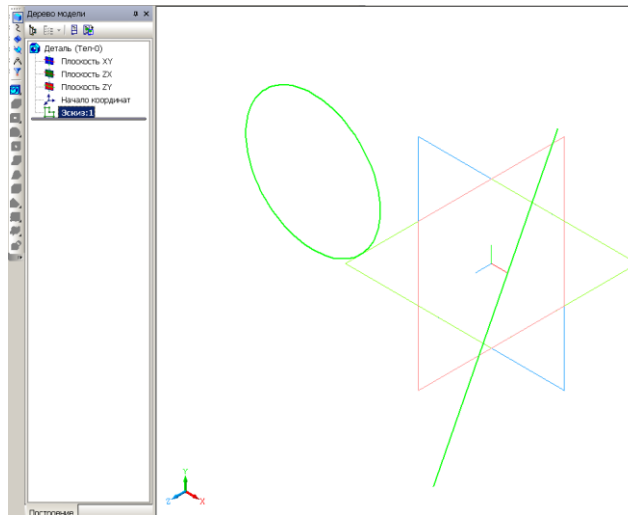 Дерево модели
Деталь (Тел-0)
Плоскость XY
Плоскость ZX
Плоскость ZY
Начало координат
Эскиз:1
Y
Z
X
Построение